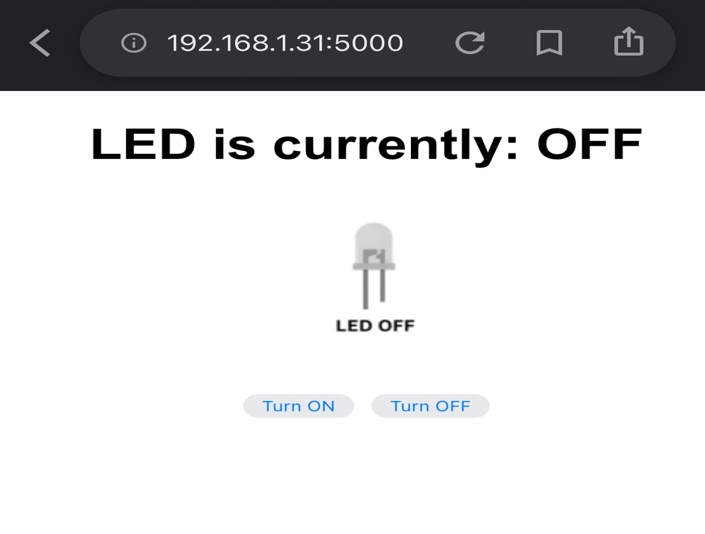 192.168.1.31:5000
LED is currently: OFF
LED OFF
Turn ON Turn OFF